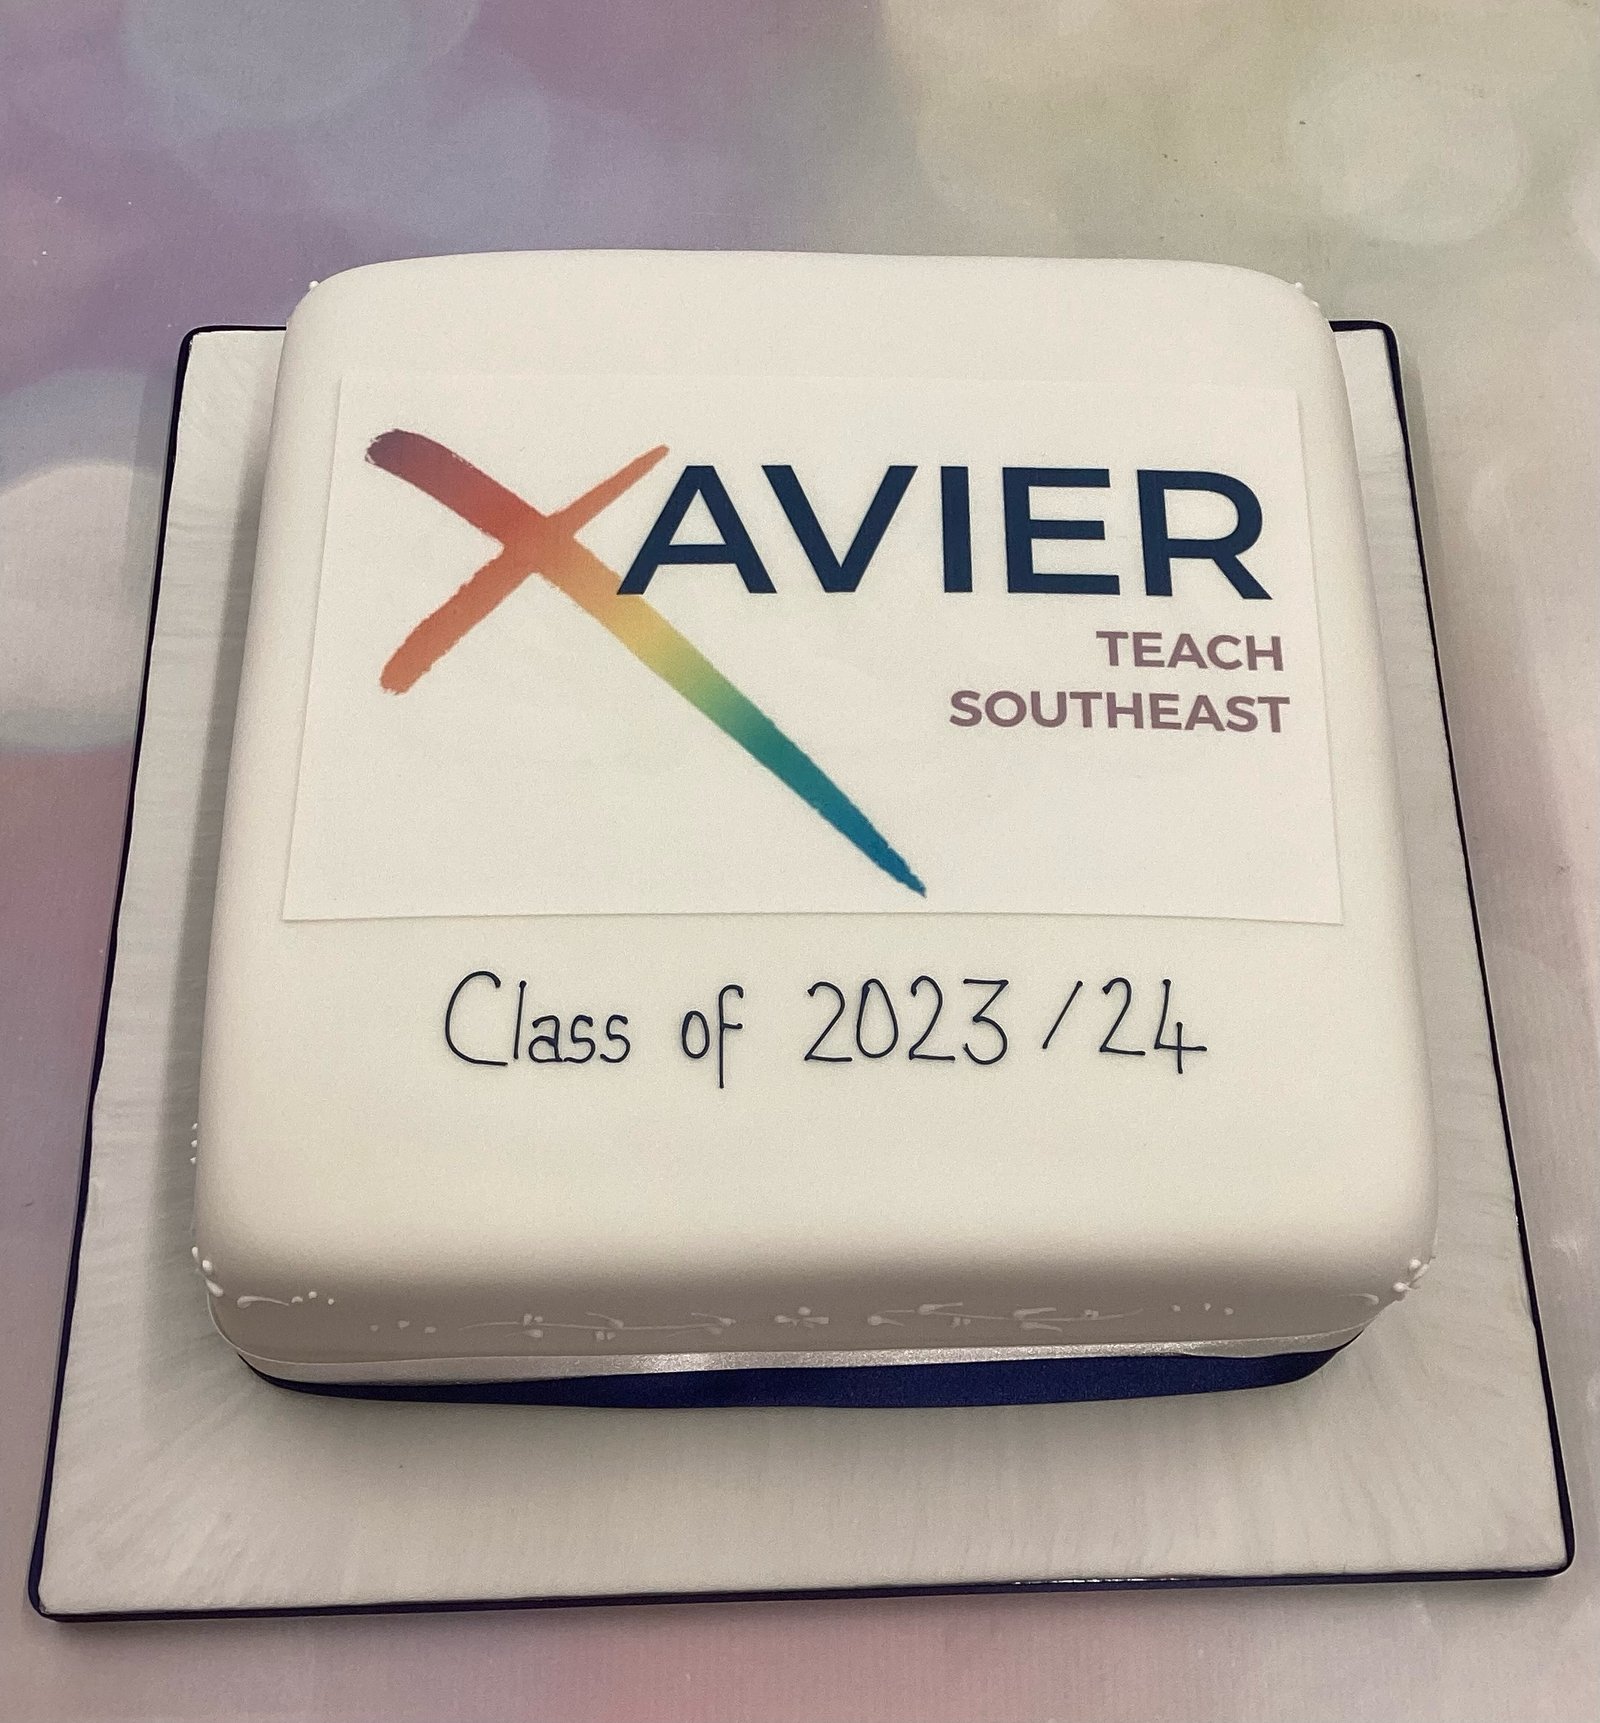 XAVIER
TEACH
SOUTHEAST
Class of 2023/24